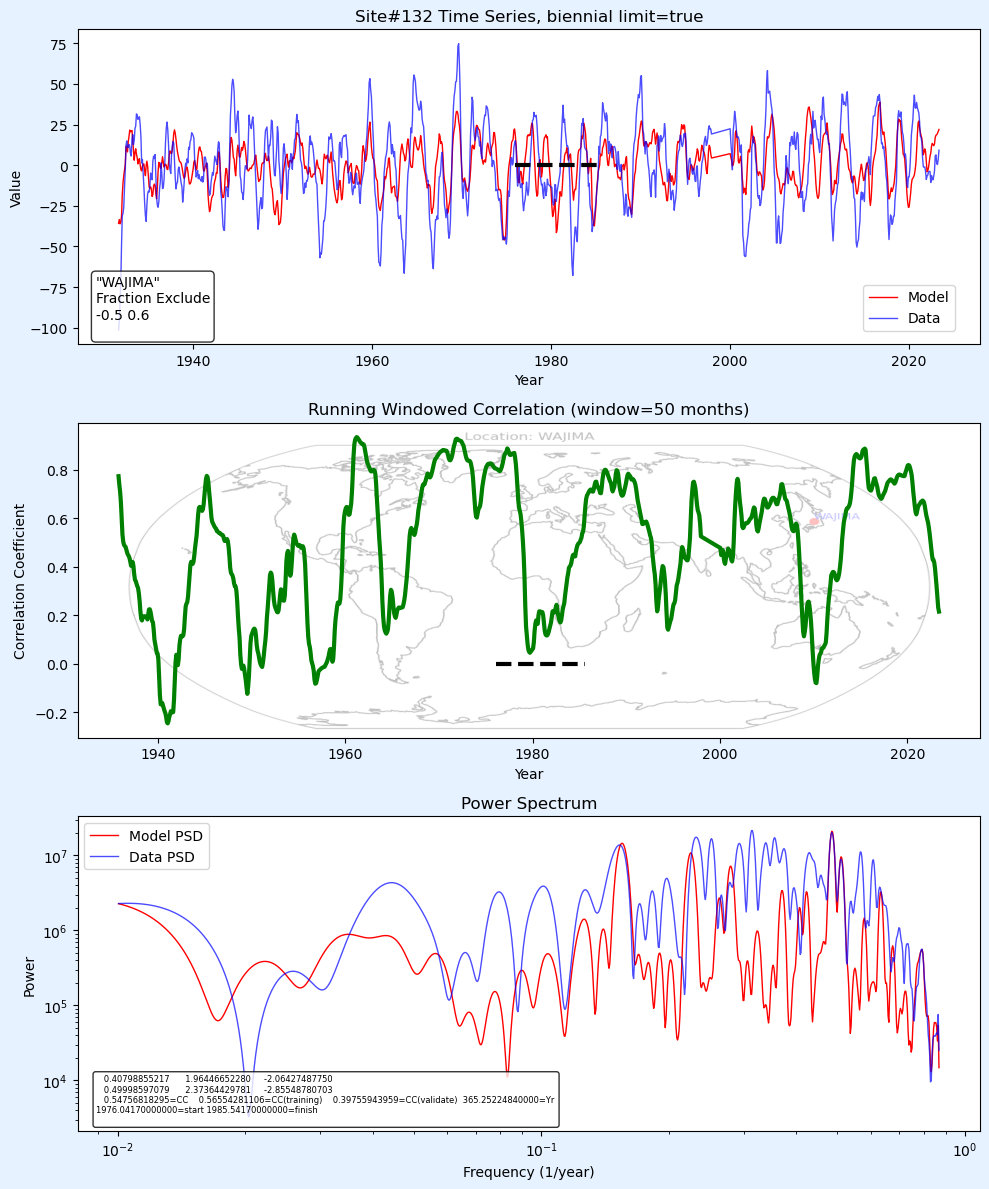 Site#132 Time Series, biennial limit=true
75
50
25
0
−25
−50
−75
−100
Value
"WAJIMA"
Fraction Exclude
-0.5 0.6
Model
Data
1940
1960
1980
2000
2020
Year
Running Windowed Correlation (window=50 months)
Location: WAJIMA
WAJIMA
0.8
0.6
0.4
0.2
0.0
−0.2
Correlation Coefficient
1940
1960
1980
2000
2020
Year
Power Spectrum
Model PSD
Data PSD
10^7
10^6
10^5
10^4
Power
0.40798855217 1.96446652280 -2.06427487750
0.49998597079 2.37364429781 -2.85548780703
0.54756818295=CC 0.56554281106=CC(training) 0.39755943959=CC(validate) 365.25224840000=Yr
1976.04170000000=start 1985.54170000000=finish
10^−2
10^−1
10^0
Frequency (1/year)